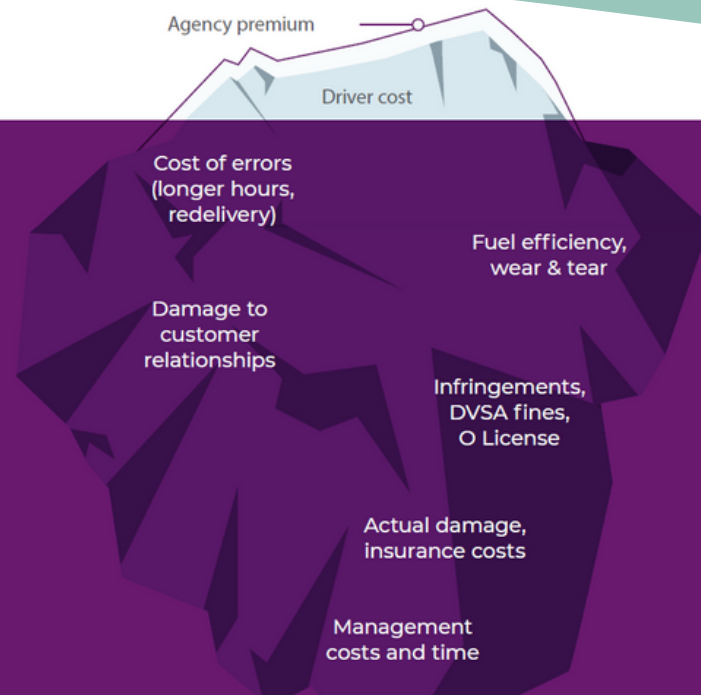 Agency premium
Driver cost
Cost of errors
(longer hours,
redelivery)
Fuel efficiency,
wear & tear
Damage to
customer
relationships
Infringements,
DVSA fines,
O License
Actual damage,
insurance costs
Management
costs and time